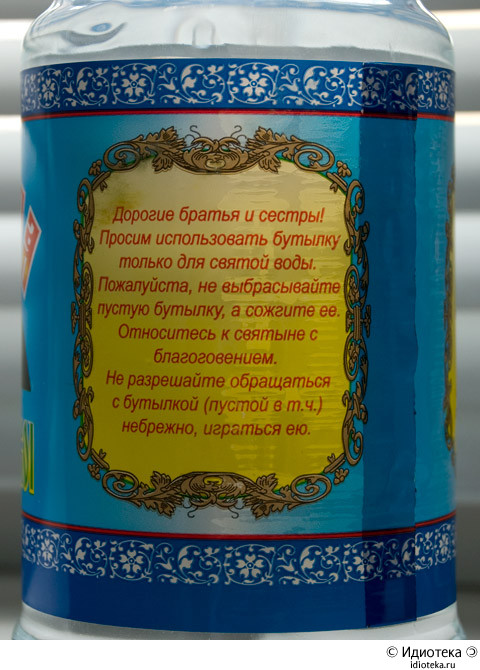 Дорогие братья и сестры!
Просим использовать бутылку
только для святой воды.
Пожалуйста, не выбрасывайте
пустую бутылку, а сожгите ее.
Относитесь к святыне с
благоговением.
Не разрешайте обращаться
с бутылкой (пустой в т.ч.)
небрежно, играться ею.
© Идиотека
idioteka.ru